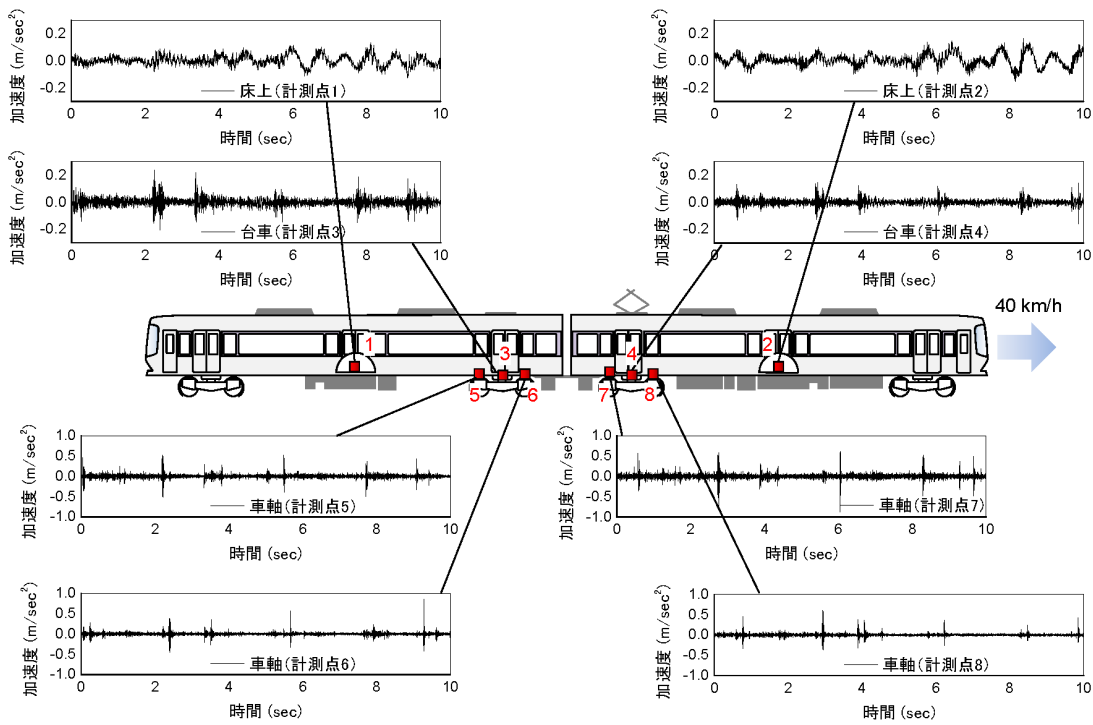 加速度 (m/sec²)
0.2
0.0
-0.2
床上(計測点1)
0 2 4 6 8 10
時間 (sec)
加速度 (m/sec²)
0.2
0.0
-0.2
床上(計測点2)
0 2 4 6 8 10
時間 (sec)
加速度 (m/sec²)
0.2
0.0
-0.2
台車(計測点3)
0 2 4 6 8 10
時間 (sec)
加速度 (m/sec²)
0.2
0.0
-0.2
台車(計測点4)
0 2 4 6 8 10
時間 (sec)
40 km/h
1 3 4 2
5 6 7 8
加速度 (m/sec²)
1.0
0.5
0.0
-0.5
-1.0
車軸(計測点5)
0 2 4 6 8 10
時間 (sec)
加速度 (m/sec²)
1.0
0.5
0.0
-0.5
-1.0
車軸(計測点7)
0 2 4 6 8 10
時間 (sec)
加速度 (m/sec²)
1.0
0.5
0.0
-0.5
-1.0
車軸(計測点6)
0 2 4 6 8 10
時間 (sec)
加速度 (m/sec²)
1.0
0.5
0.0
-0.5
-1.0
車軸(計測点8)
0 2 4 6 8 10
時間 (sec)